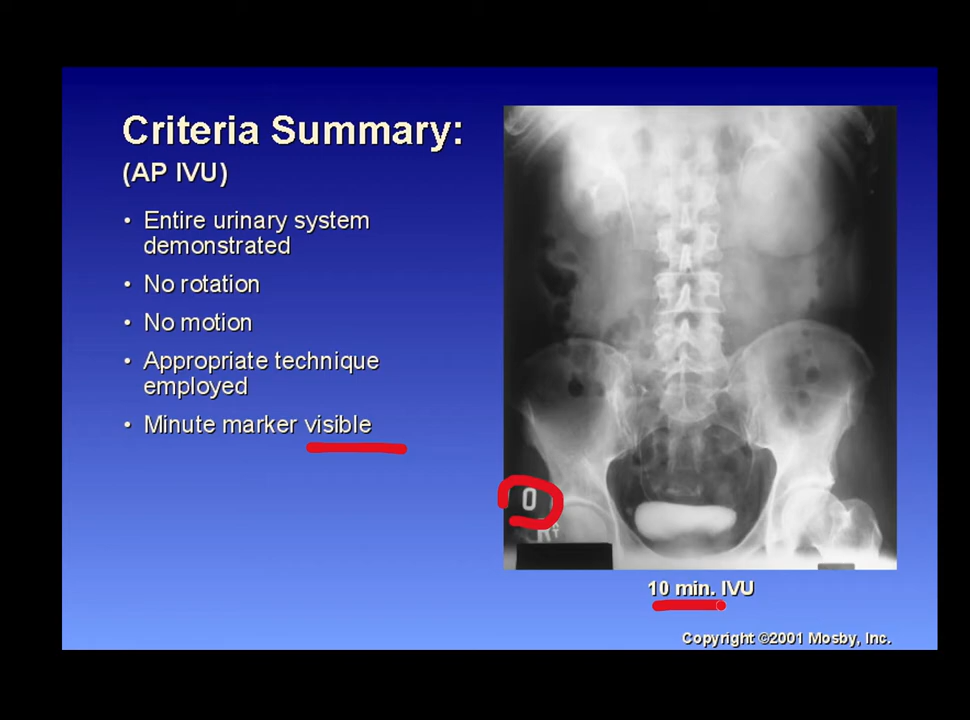 Criteria Summary:
(AP IVU)
• Entire urinary system
demonstrated
• No rotation
• No motion
• Appropriate technique
employed
• Minute marker visible
0
Rt
10 min. IVU
Copyright ©2001 Mosby, Inc.